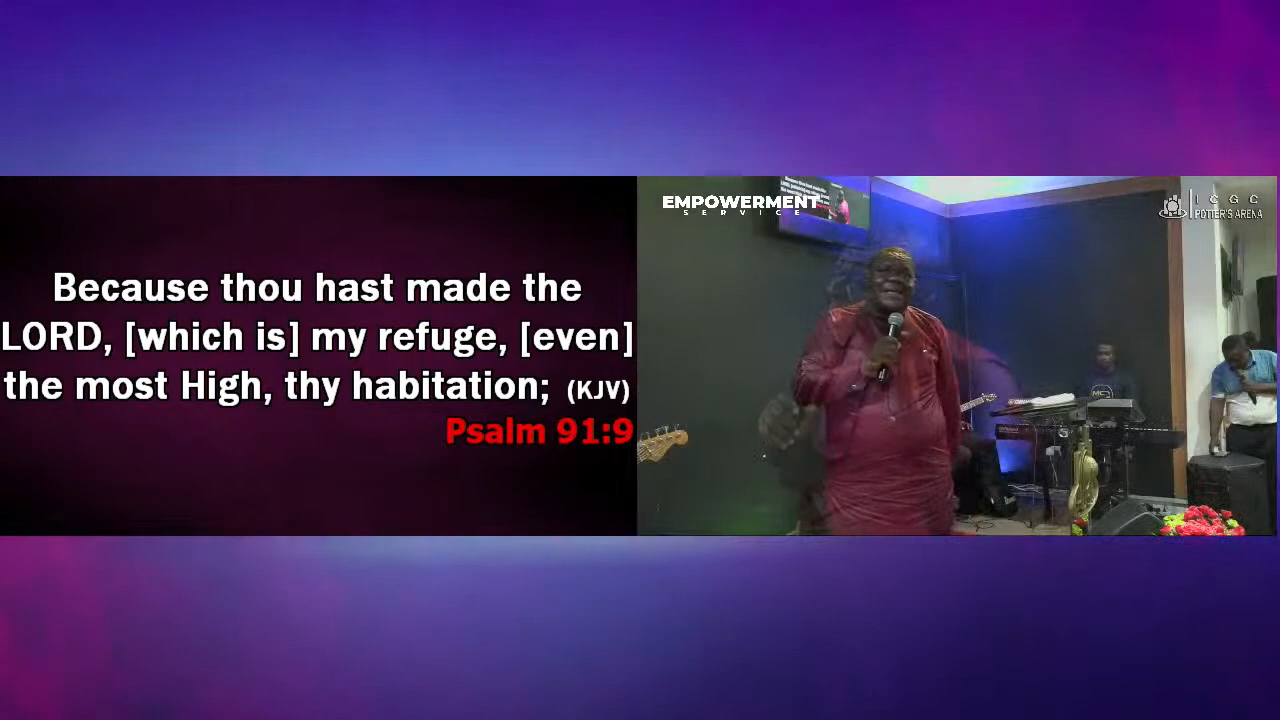 Because thou hast made the
LORD, [which is] my refuge, [even]
the most High, thy habitation; (KJV)
Psalm 91:9
EMPOWERMENT
SERVICE
ICGC
POTTER'S ARENA